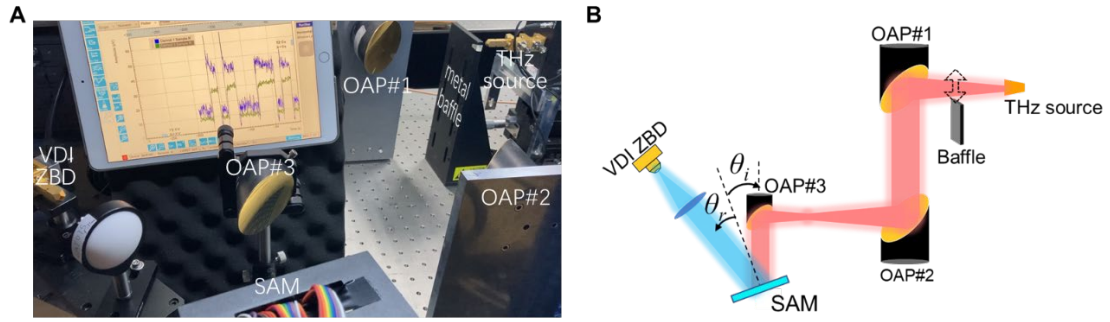 A
OAP#1
THz
source
metal
baffle
VDI
ZBD
OAP#3
OAP#2
SAM
B
OAP#1
THz source
Baffle
VDI ZBD
θi
OAP#3
θr
OAP#2
SAM